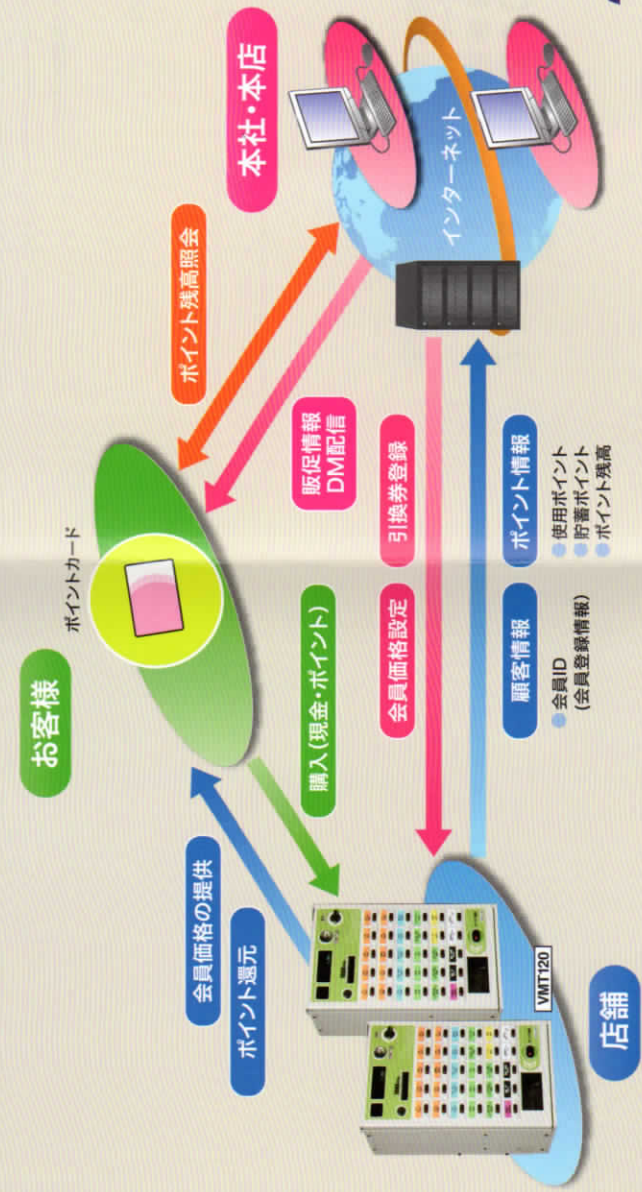 お客様
ポイントカード
本社・本店
ポイント残高照会
販促情報
DM配信
インターネット
会員価格の提供
ポイント還元
購入(現金・ポイント)
会員価格設定
引換券登録
顧客情報
ポイント情報
会員ID
(会員登録情報)
使用ポイント
貯蓄ポイント
ポイント残高
VMT120
店舗